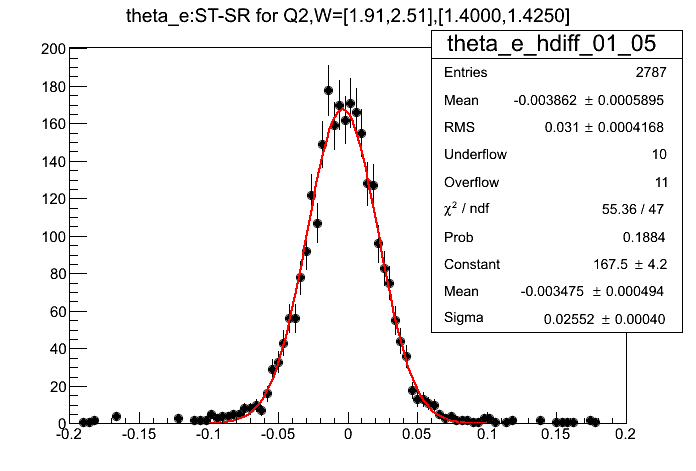 theta_e:ST-SR for Q2,W=[1.91,2.51],[1.4000,1.4250]
theta_e_hdiff_01_05
Entries 2787
Mean -0.003862 ± 0.0005895
RMS 0.031 ± 0.0004168
Underflow 10
Overflow 11
χ² / ndf 55.36 / 47
Prob 0.1884
Constant 167.5 ± 4.2
Mean -0.003475 ± 0.000494
Sigma 0.02552 ± 0.00040
200
180
160
140
120
100
80
60
40
20
0
-0.2 -0.15 -0.1 -0.05 0 0.05 0.1 0.15 0.2